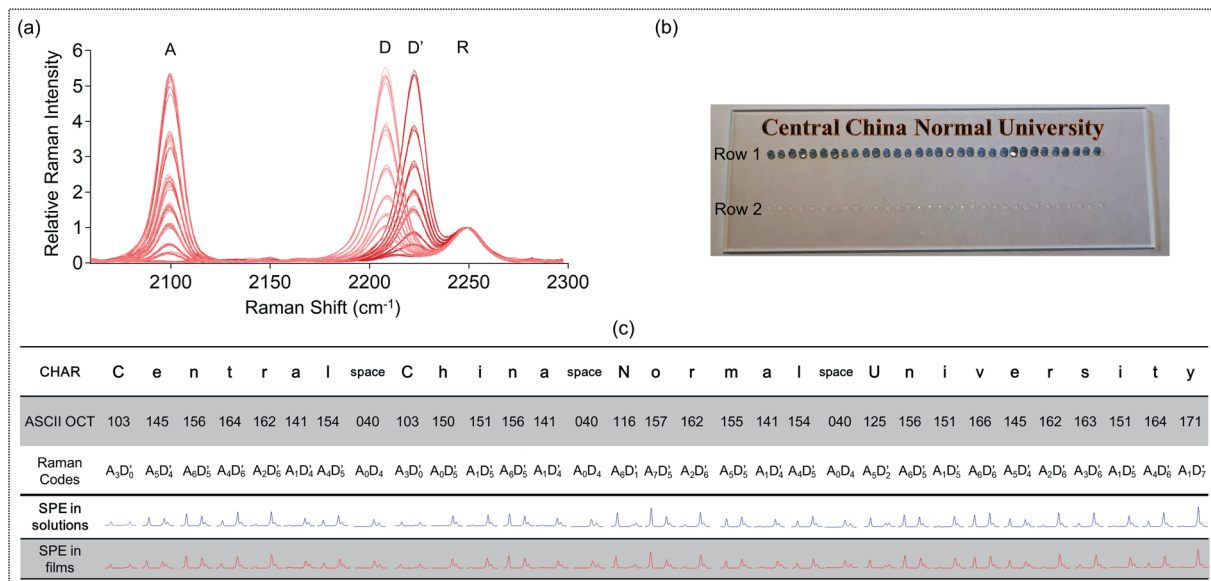 (a)
A D D' R
6
5
4
3
2
1
0
Relative Raman Intensity
2100 2150 2200 2250 2300
Raman Shift (cm⁻¹)
(b)
Central China Normal University
Row 1
Row 2
(c)
CHAR C e n t r a l space C h i n a space N o r m a l space U n i v e r s i t y
ASCII OCT 103 145 156 164 162 141 154 040 103 150 151 156 141 040 116 157 162 155 141 154 040 125 156 151 166 145 162 163 151 164 171
Raman Codes A₃D'₀ A₅D'₄ A₆D'₅ A₄D'₆ A₂D'₆ A₁D'₄ A₄D'₅ A₀D₄ A₃D'₀ A₀D'₅ A₁D'₅ A₆D'₅ A₁D'₄ A₀D₄ A₆D'₁ A₇D'₅ A₂D'₆ A₅D'₅ A₁D'₄ A₄D'₅ A₀D₄ A₅D'₂ A₆D'₅ A₁D'₅ A₆D'₆ A₅D'₄ A₂D'₆ A₃D'₆ A₁D'₅ A₄D'₆ A₁D'₇
SPE in solutions
SPE in films